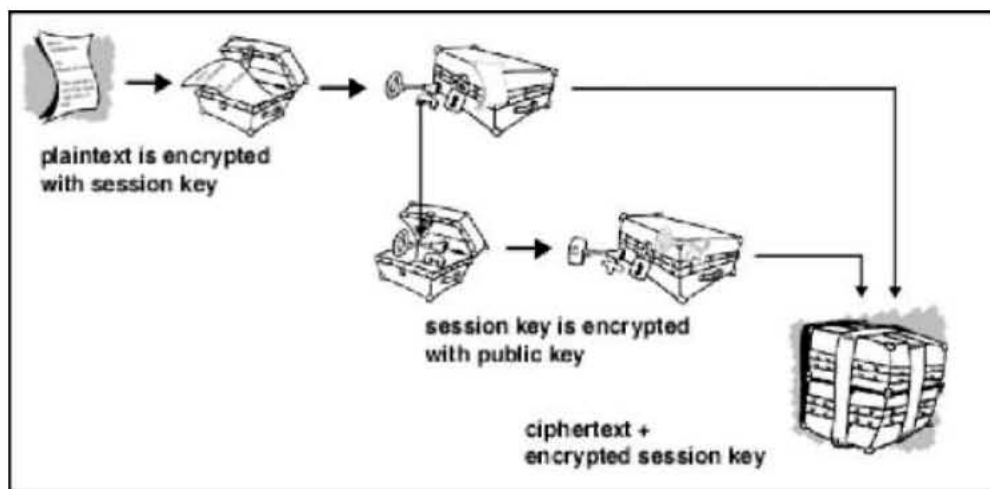 plaintext is encrypted
with session key
session key is encrypted
with public key
ciphertext +
encrypted session key